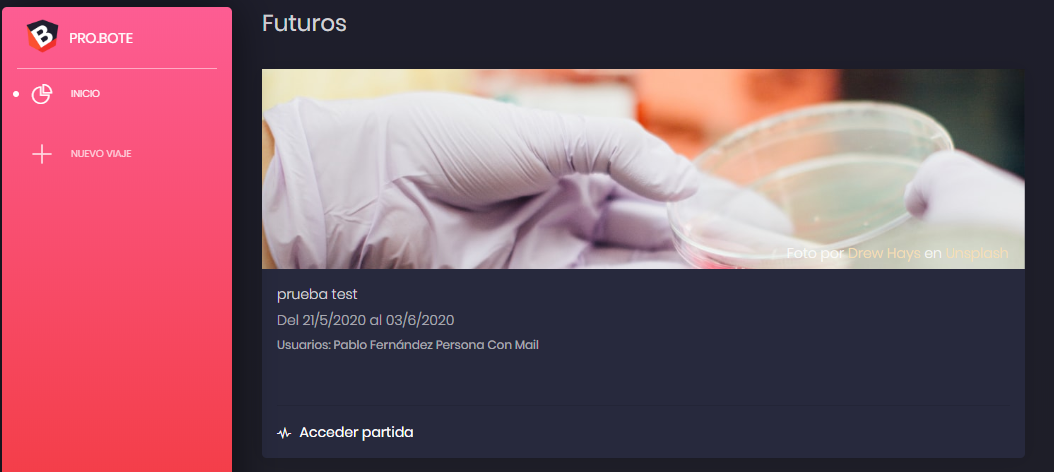 Futuros
PRO.BOTE
INICIO
NUEVO VIAJE
Foto por Drew Hays en Unsplash
prueba test
Del 21/5/2020 al 03/6/2020
Usuarios: Pablo Fernández Persona Con Mail
Acceder partida